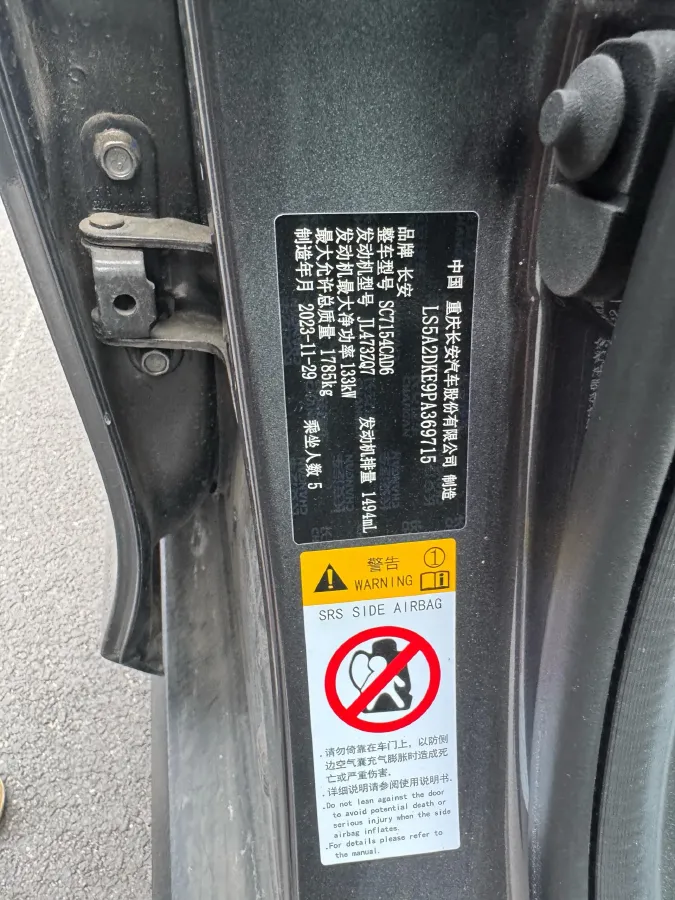 中国 重庆长安汽车股份有限公司 制造
LS5A2DKE9PA369715
品牌 长安
整车型号 SC7154CAD6
发动机型号 JL473ZQ7 发动机排量 1494mL
发动机最大净功率 133kW
最大允许总质量 1785kg
制造年月 2023-11-29 乘坐人数 5
警告 ①
WARNING
SRS SIDE AIRBAG
.请勿倚靠在车门上，以防侧
边空气囊充气膨胀时造成死
亡或严重伤害。
.详细说明请参阅使用说明书。
.Do not lean against the door
to avoid potential death or
serious injury when the side
airbag inflates.
.For details please refer to
the manual.